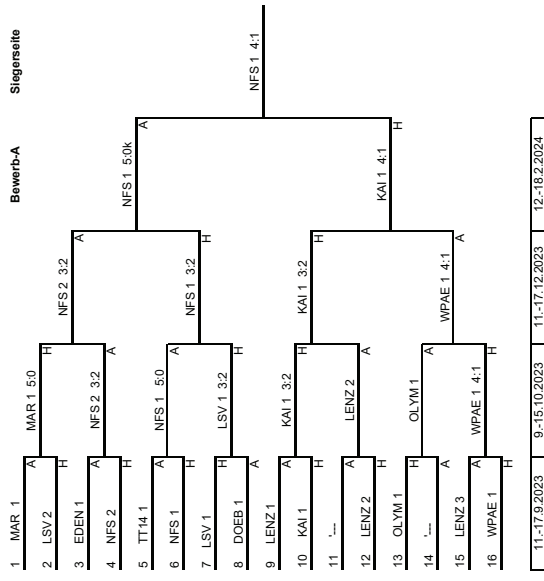 Bewerb-A Siegerseite
1 MAR 1
A
MAR 1 5:0
2 LSV 2
H
H
NFS 2 3:2
3 EDEN 1
A
A
NFS 2 3:2
4 NFS 2
H
A
NFS 1 5:0k
A
5 TT14 1
A
NFS 1 5:0
6 NFS 1
H
A
NFS 1 3:2
H
7 LSV 1
H
LSV 1 3:2
8 DOEB 1
A
H
NFS 1 4:1
9 LENZ 1
A
KAI 1 3:2
10 KAI 1
H
H
KAI 1 3:2
H
11 '---
A
LENZ 2
12 LENZ 2
H
A
KAI 1 4:1
H
13 OLYM 1
H
OLYM 1
14 '---
A
A
WPAE 1 4:1
A
15 LENZ 3
A
WPAE 1 4:1
16 WPAE 1
H
H
11.-17.9.2023 9.-15.10.2023 11.-17.12.2023 12.-18.2.2024